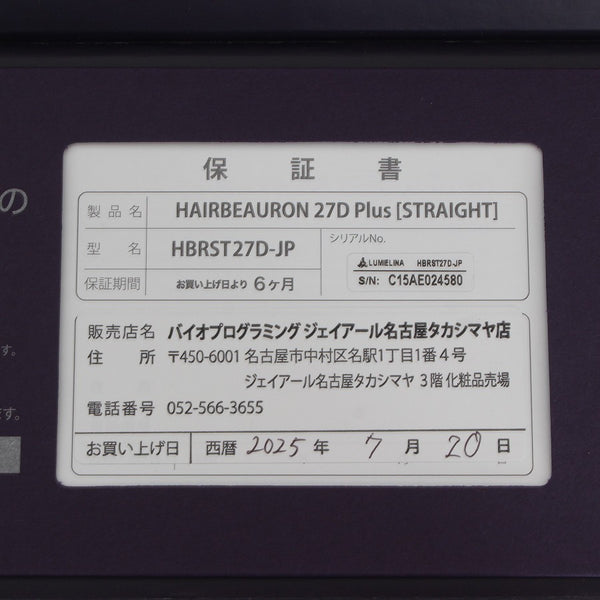 の
保証書
製品名 HAIRBEAURON 27D Plus [STRAIGHT]
型名 HBRST27D-JP
シリアルNo.
LUMIELINA HBRST27D-JP
S/N: C15AE024580
保証期間 お買い上げ日より 6ヶ月
販売店名 バイオプログラミング ジェイアール名古屋タカシマヤ店
す。
住所 〒450-6001 名古屋市中村区名駅1丁目1番4号
ジェイアール名古屋タカシマヤ 3階 化粧品売場
電話番号 052-566-3655
ます。
お買い上げ日 西暦 2025 年 7 月 20 日